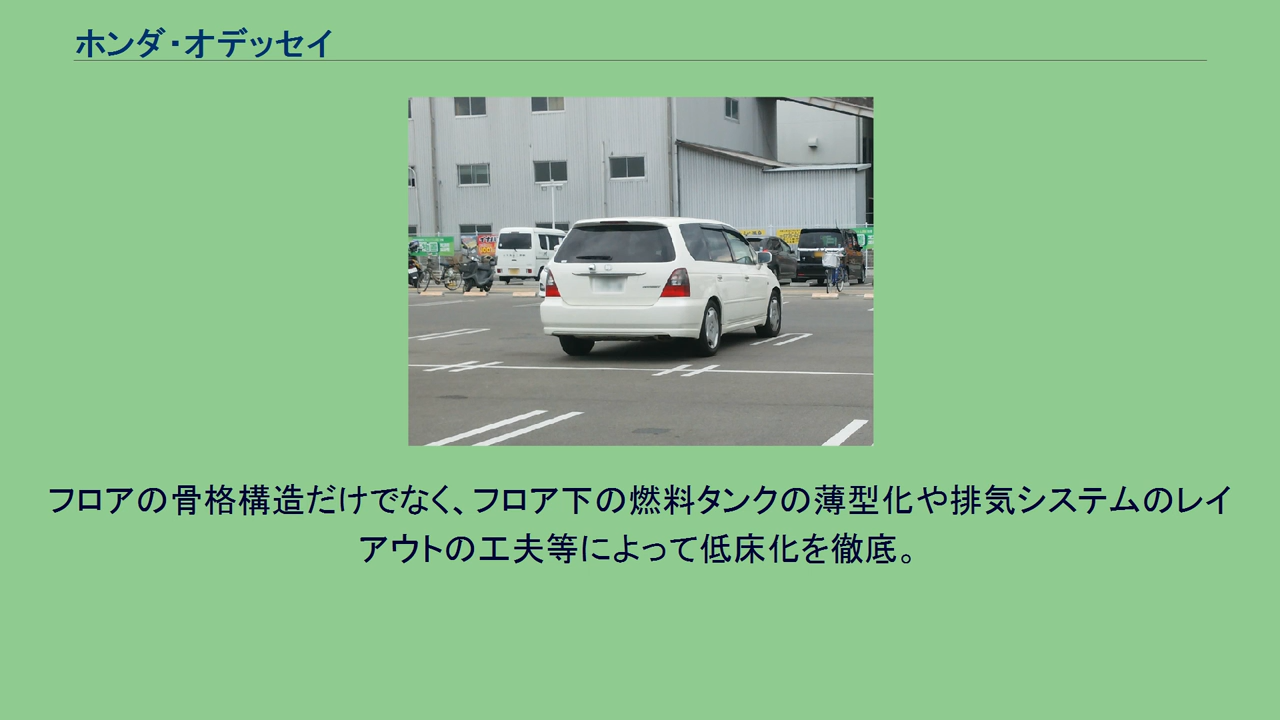 ホンダ・オデッセイ
フロアの骨格構造だけでなく、フロア下の燃料タンクの薄型化や排気システムのレイ
アウトの工夫等によって低床化を徹底。